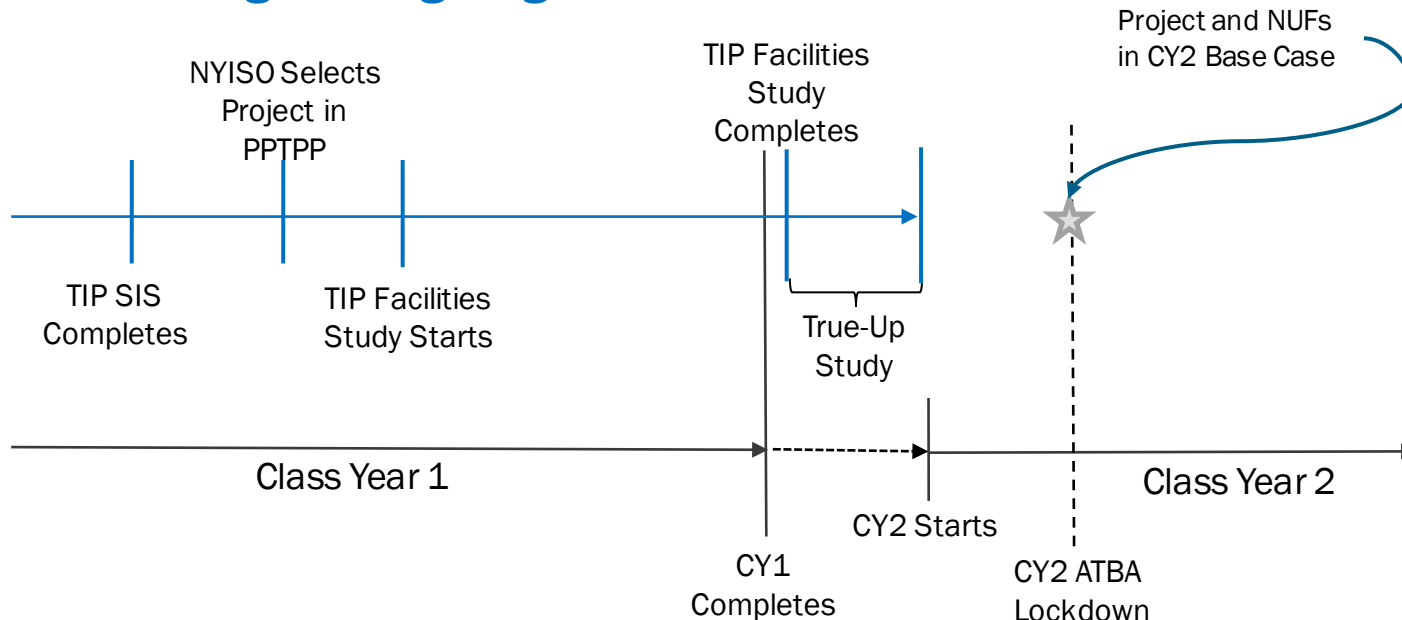 Project and NUFs
in CY2 Base Case
TIP Facilities
Study
Completes
NYISO Selects
Project in
PPTPP
TIP SIS
Completes
TIP Facilities
Study Starts
True-Up
Study
Class Year 1
Class Year 2
CY2 Starts
CY1
Completes
CY2 ATBA
Lockdown